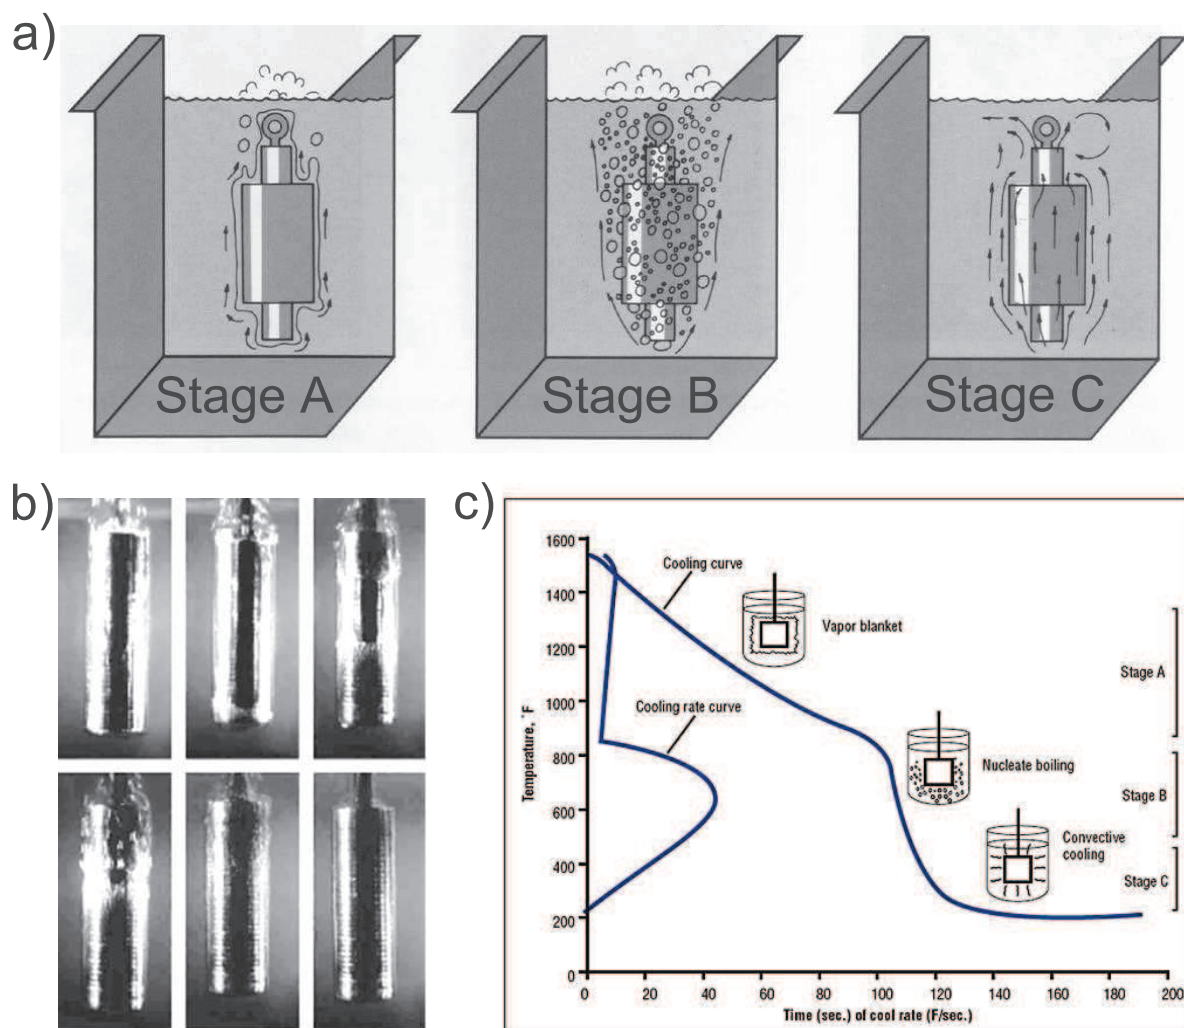 a)
Stage A
Stage B
Stage C
b)
c)
1600
1400
1200
1000
800
600
400
200
0
Temperature, °F
Cooling curve
Cooling rate curve
Vapor blanket
Nucleate boiling
Convective
cooling
Stage A
Stage B
Stage C
0
20
40
60
80
100
120
140
160
180
200
Time (sec.) of cool rate (F/sec.)